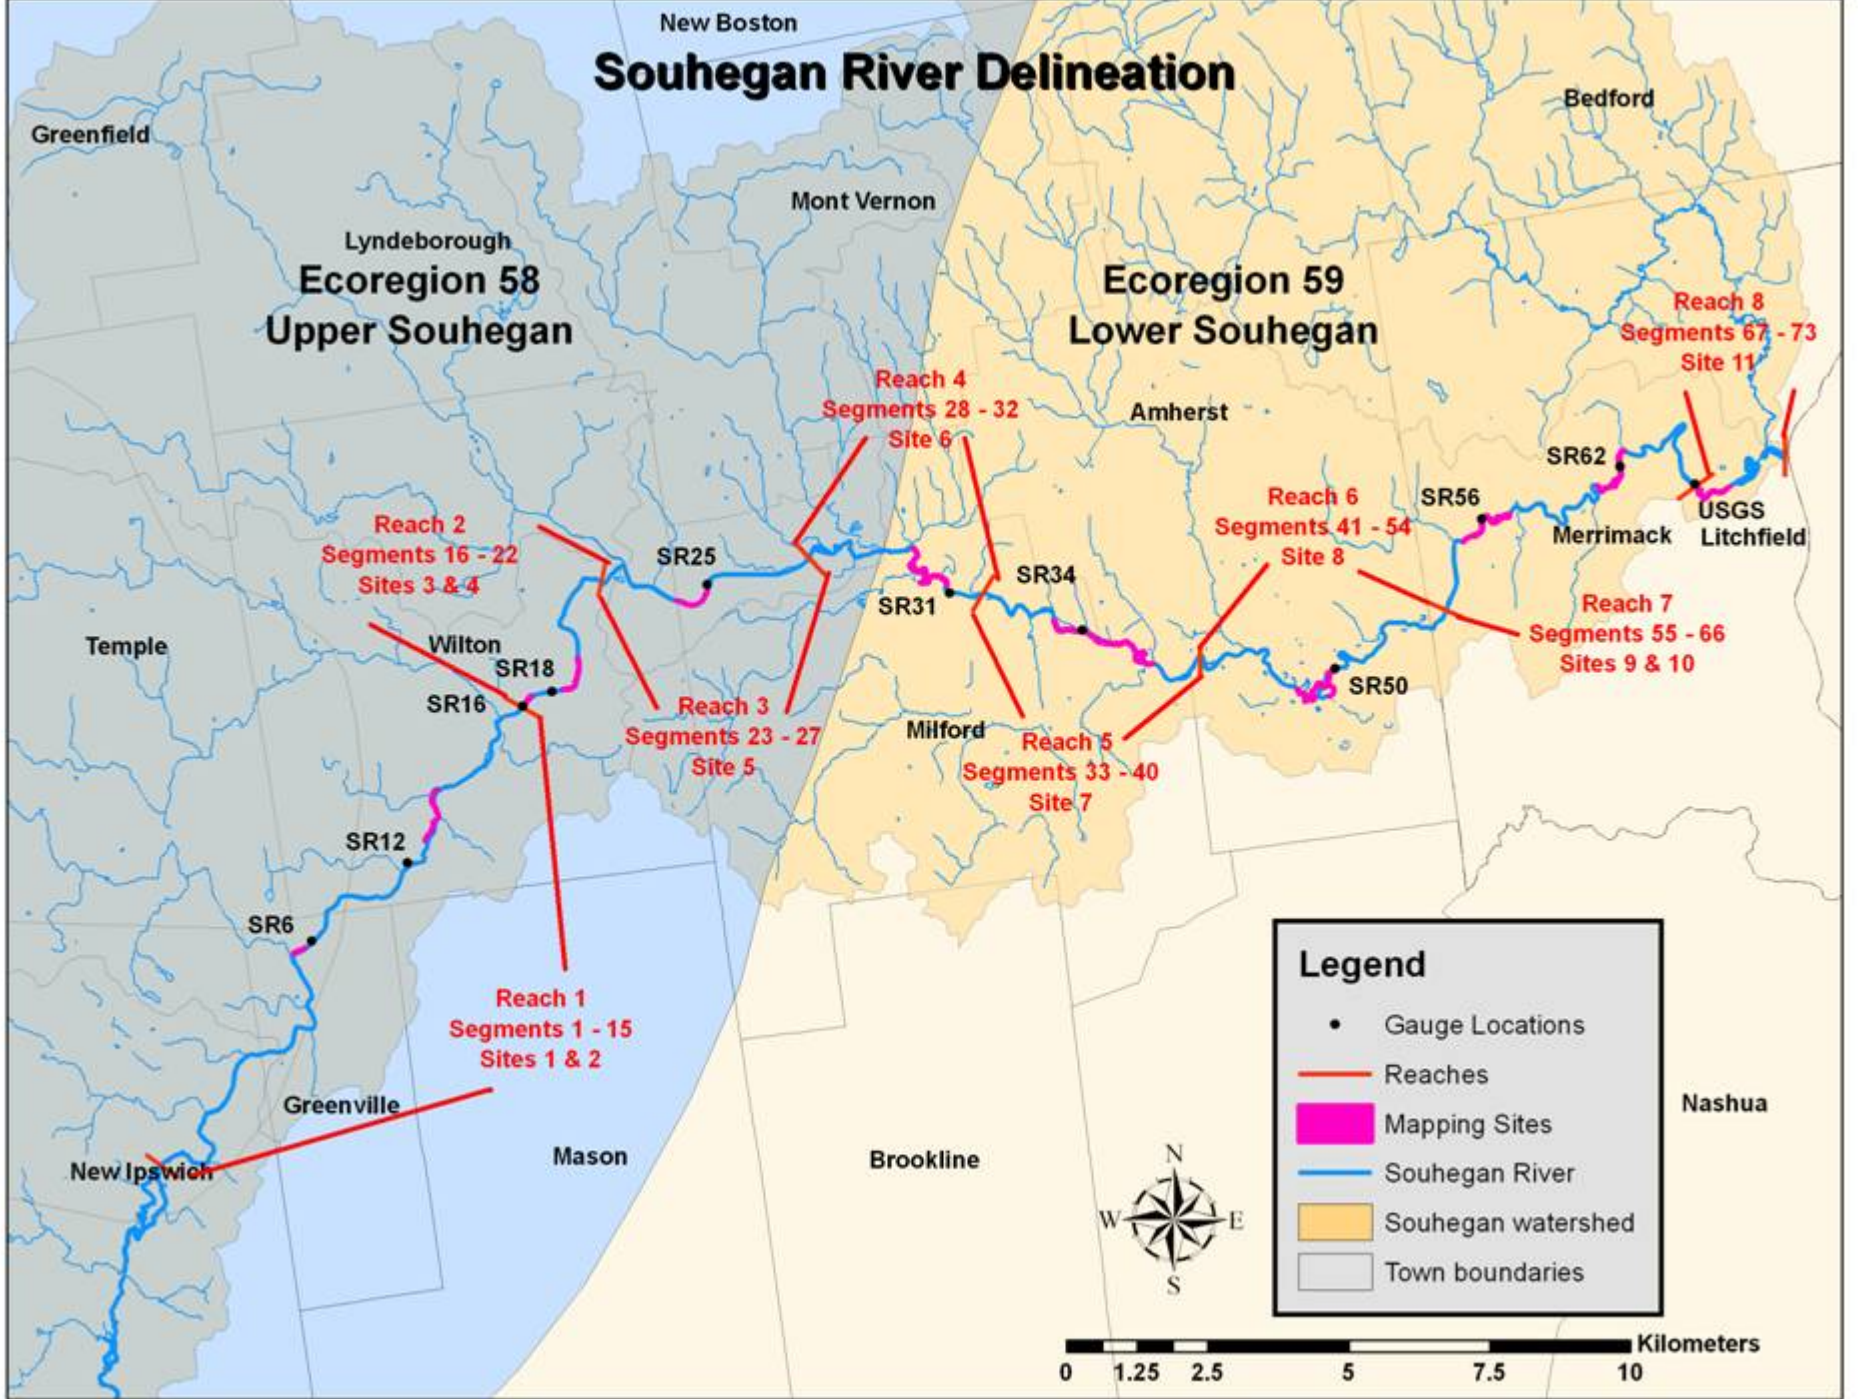 New Boston
Souhegan River Delineation
Bedford
Greenfield
Mont Vernon
Lyndeborough
Ecoregion 58
Upper Souhegan
Ecoregion 59
Lower Souhegan
Reach 8
Segments 67 - 73
Site 11
Reach 4
Segments 28 - 32
Site 6
Amherst
SR62
SR56
USGS
Litchfield
Merrimack
Reach 6
Segments 41 - 54
Site 8
Reach 2
Segments 16 - 22
Sites 3 & 4
SR25
SR31
SR34
Reach 7
Segments 55 - 66
Sites 9 & 10
Temple
Wilton
SR18
SR16
SR50
Reach 3
Segments 23 - 27
Site 5
Milford
Reach 5
Segments 33 - 40
Site 7
SR12
SR6
Reach 1
Segments 1 - 15
Sites 1 & 2
Greenville
New Ipswich
Mason
Brookline
Nashua
N
W
E
S
Legend
Gauge Locations
Reaches
Mapping Sites
Souhegan River
Souhegan watershed
Town boundaries
Kilometers
0 1.25 2.5 5 7.5 10